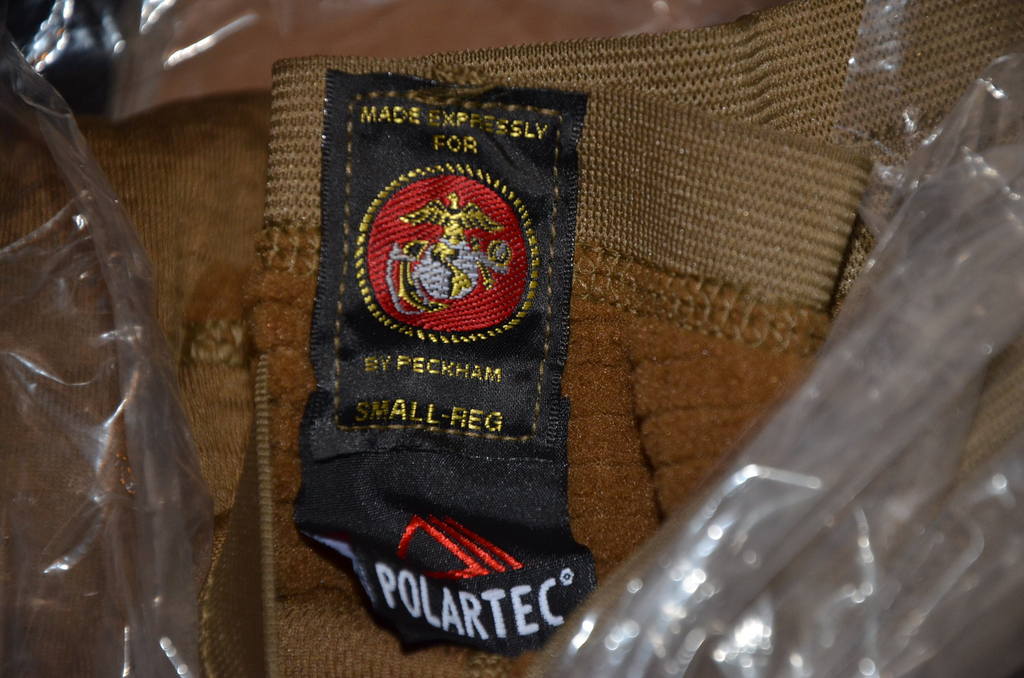 MADE EXPRESSLY
FOR
BY PECKHAM
SMALL-REG
POLARTEC®